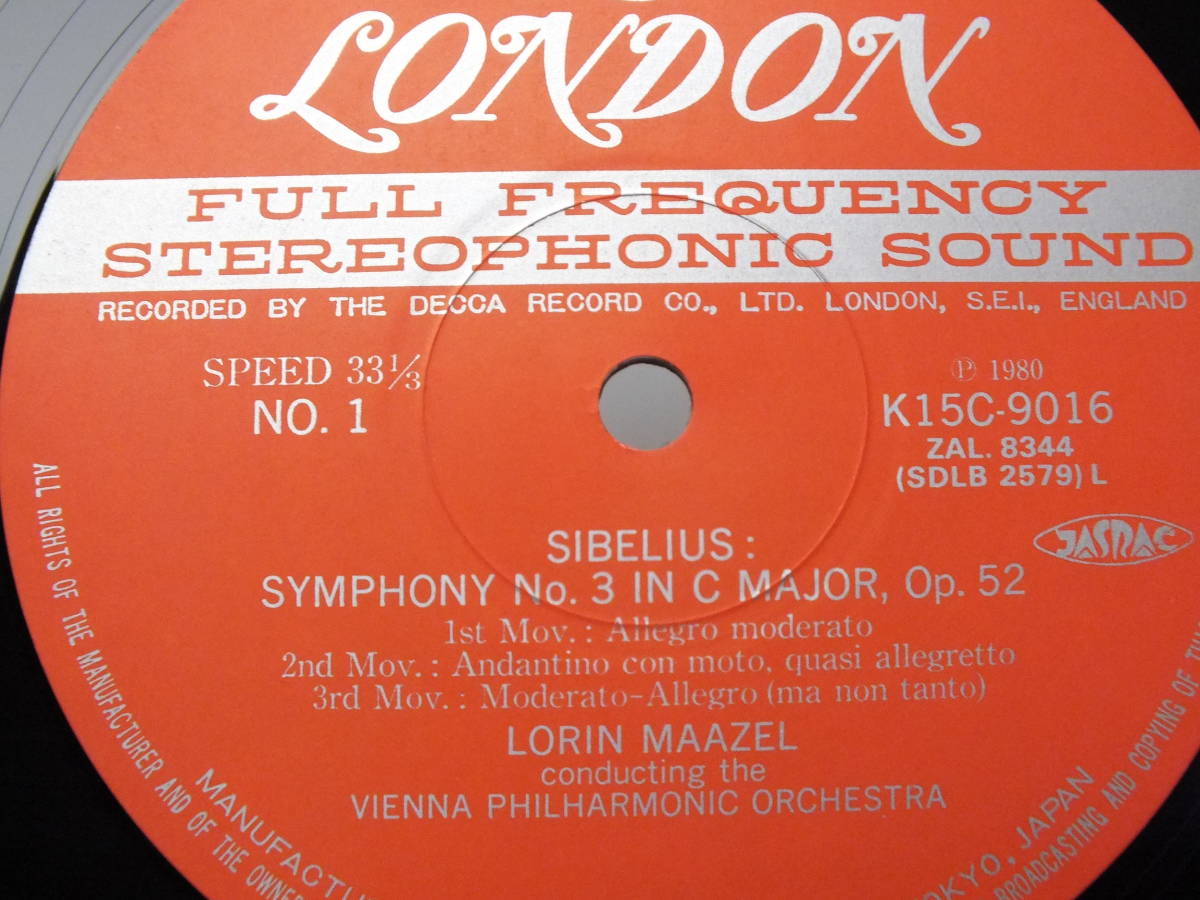 LONDON
FULL FREQUENCY
STEREOPHONIC SOUND
RECORDED BY THE DECCA RECORD CO., LTD. LONDON, S.E.I., ENGLAND
SPEED 33⅓
NO. 1
Ⓟ 1980
K15C-9016
ZAL. 8344
(SDLB 2579) L
JASRAC
SIBELIUS :
SYMPHONY No. 3 IN C MAJOR, Op. 52
1st Mov. : Allegro moderato
2nd Mov. : Andantino con moto, quasi allegretto
3rd Mov. : Moderato-Allegro (ma non tanto)
LORIN MAAZEL
conducting the
VIENNA PHILHARMONIC ORCHESTRA
ALL RIGHTS OF THE MANUFACTURER AND OF THE OWNER
BROADCASTING AND COPYING OF
MANUFACTU
TOKYO, JAPAN